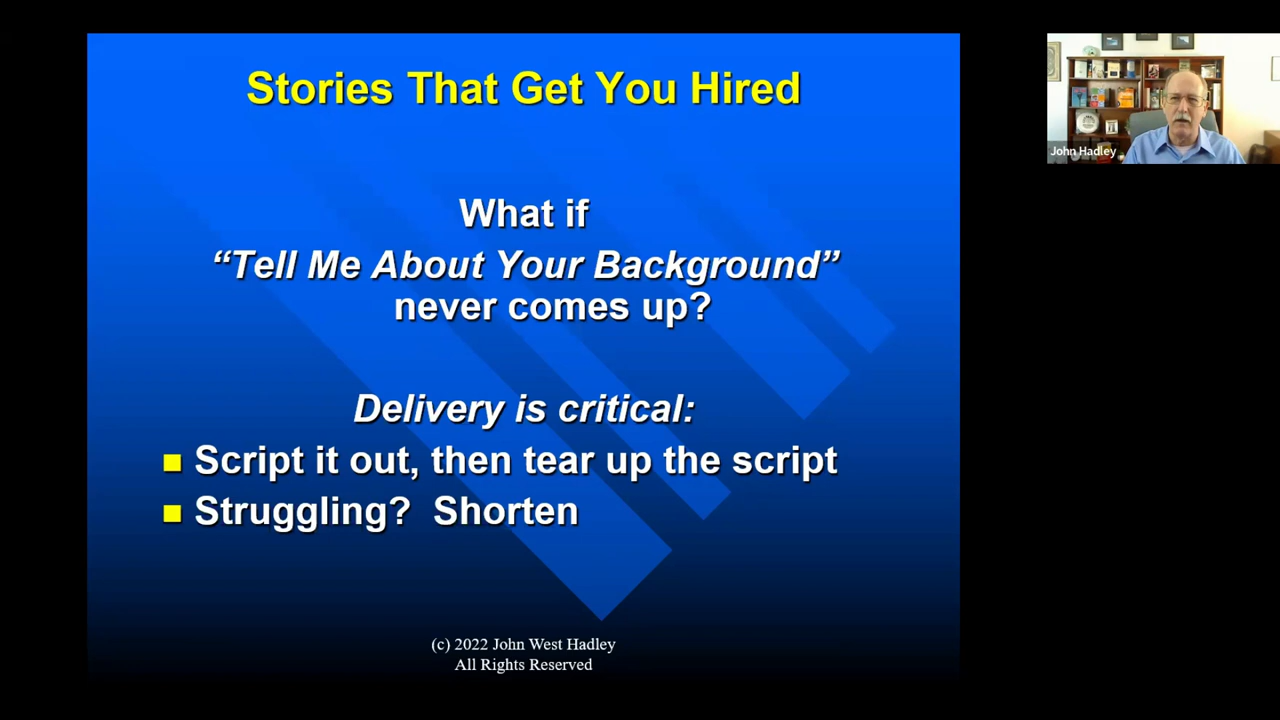 Stories That Get You Hired
What if
“Tell Me About Your Background”
never comes up?
Delivery is critical:
Script it out, then tear up the script
Struggling? Shorten
(c) 2022 John West Hadley
All Rights Reserved
John Hadley